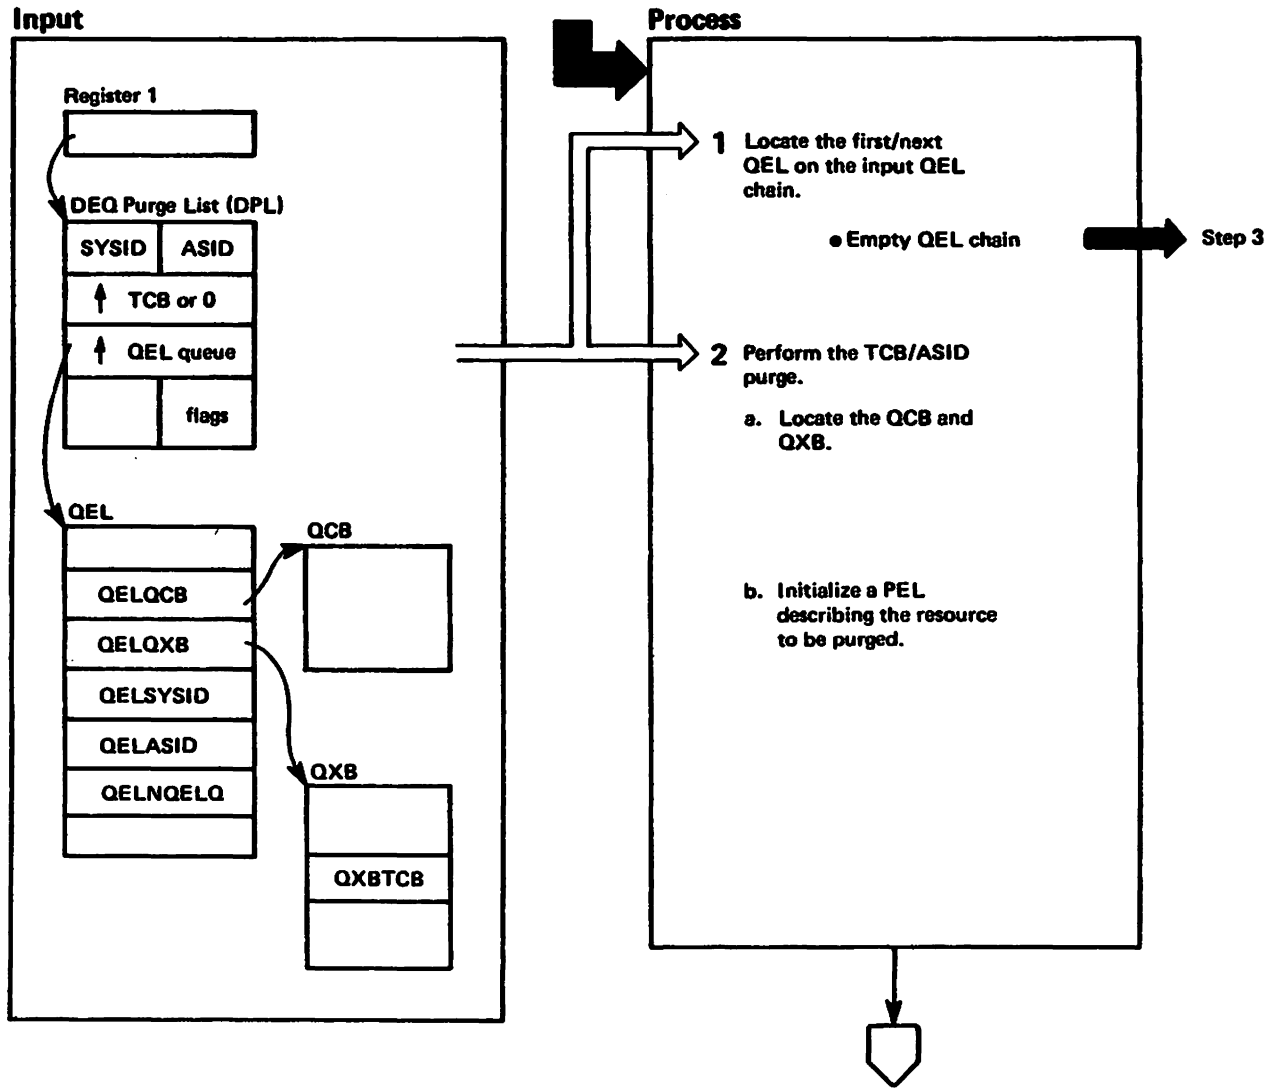 Input
Register 1
DEQ Purge List (DPL)
SYSID ASID
TCB or 0
QEL queue
flags
QEL
QELQCB
QELQXB
QELSYSID
QELASID
QELNQELQ
QCB
QXB
QXBTCB
Process
1 Locate the first/next
QEL on the input QEL
chain.
• Empty QEL chain
Step 3
2 Perform the TCB/ASID
purge.
a. Locate the QCB and
QXB.
b. Initialize a PEL
describing the resource
to be purged.